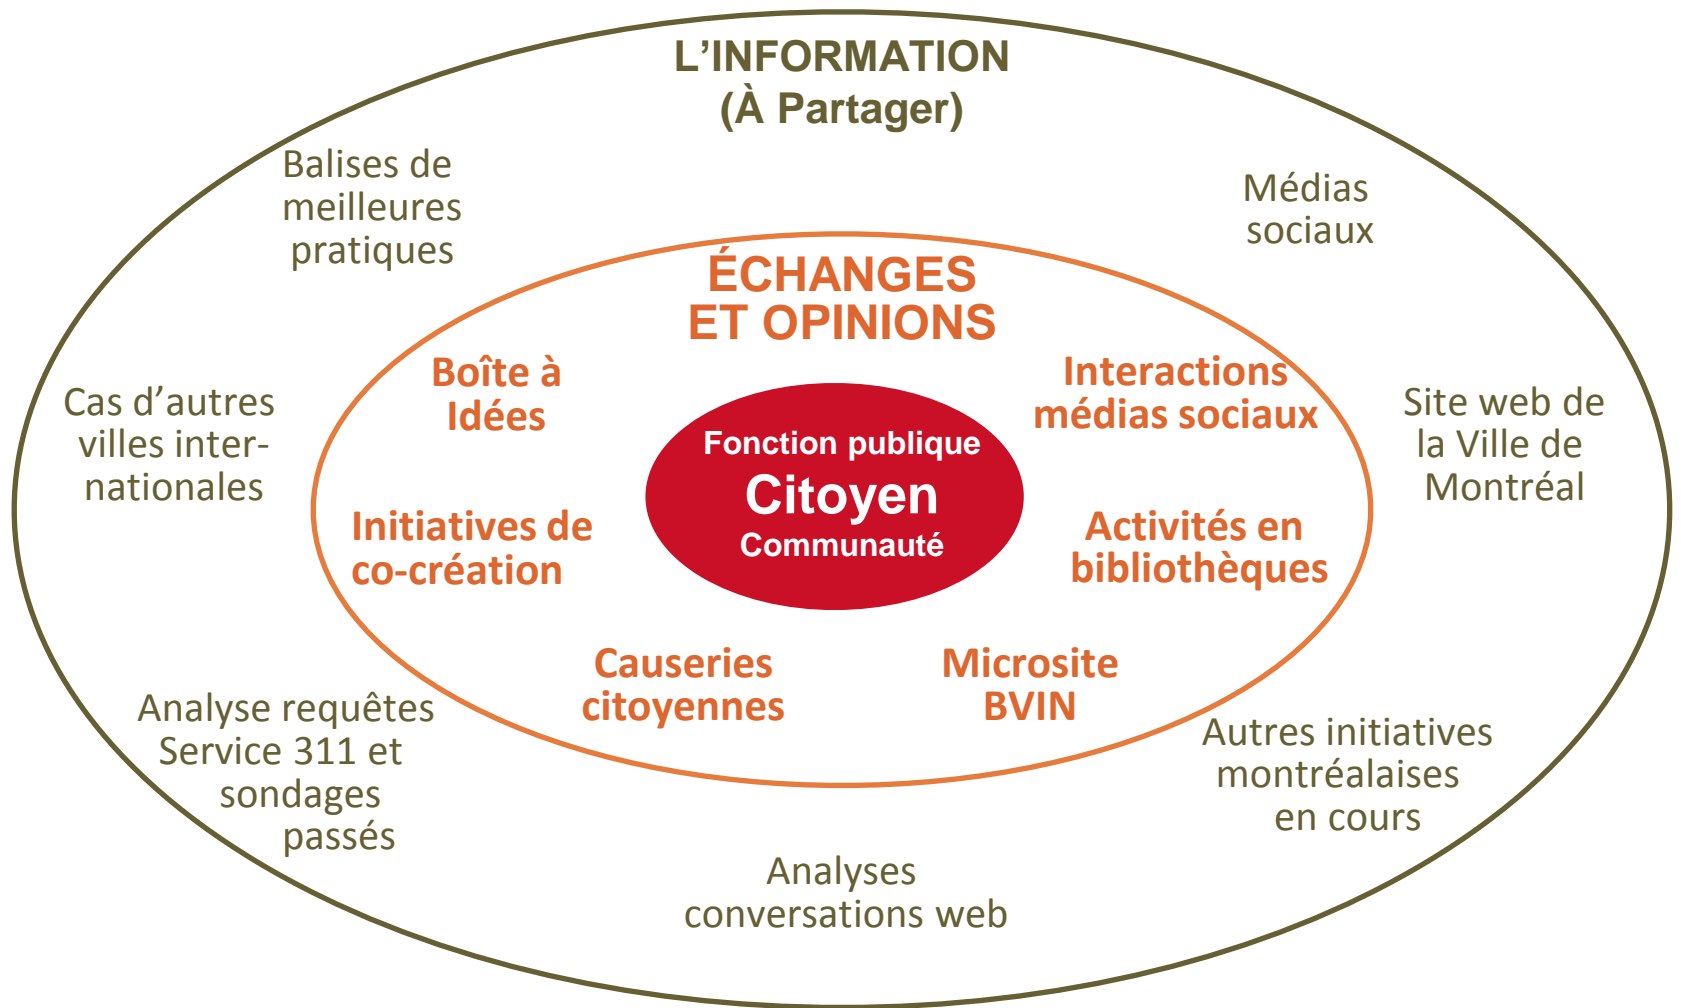 L’INFORMATION
(À Partager)
Balises de
meilleures
pratiques
Médias
sociaux
ÉCHANGES
ET OPINIONS
Boîte à
Idées
Interactions
médias sociaux
Cas d’autres
villes inter-
nationales
Fonction publique
Citoyen
Communauté
Site web de
la Ville de
Montréal
Initiatives de
co-création
Activités en
bibliothèques
Causeries
citoyennes
Microsite
BVIN
Analyse requêtes
Service 311 et
sondages
passés
Autres initiatives
montréalaises
en cours
Analyses
conversations web